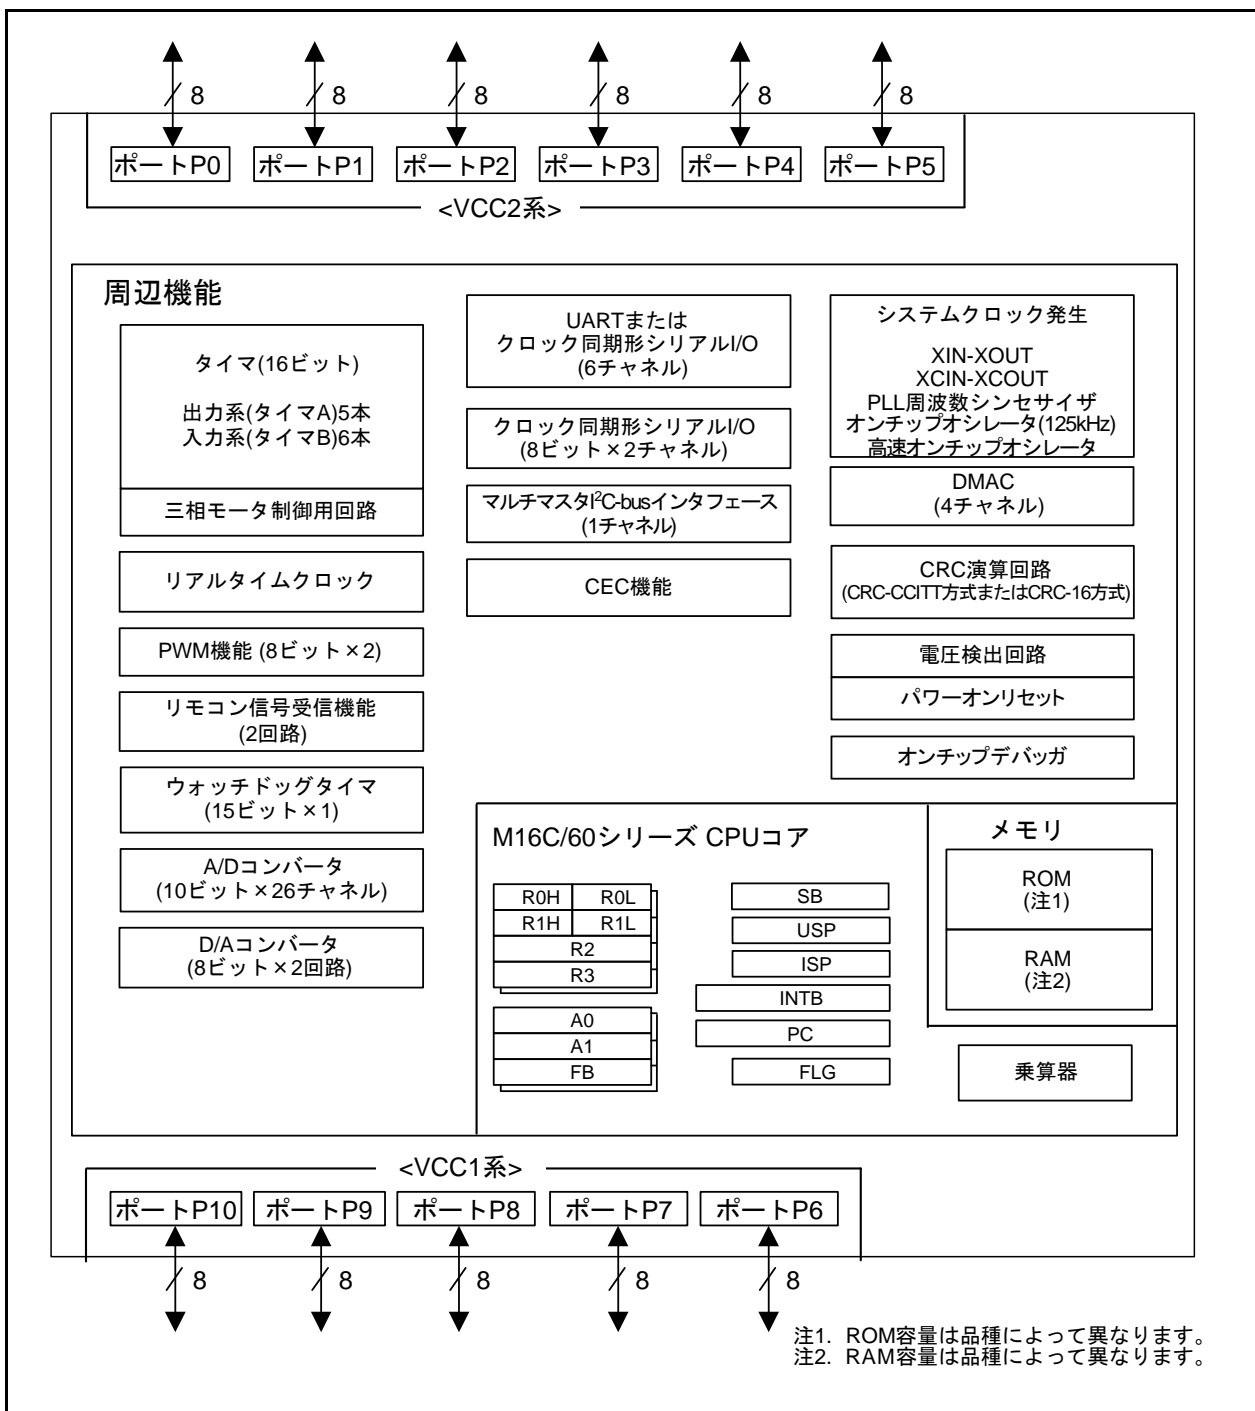 8 8 8 8 8 8
ポートP0 ポートP1 ポートP2 ポートP3 ポートP4 ポートP5
<VCC2系>
周辺機能
タイマ(16ビット)
出力系(タイマA)5本
入力系(タイマB)6本
三相モータ制御用回路
リアルタイムクロック
PWM機能 (8ビット×2)
リモコン信号受信機能
(2回路)
ウォッチドッグタイマ
(15ビット×1)
A/Dコンバータ
(10ビット×26チャネル)
D/Aコンバータ
(8ビット×2回路)
UARTまたは
クロック同期形シリアルI/O
(6チャネル)
クロック同期形シリアルI/O
(8ビット×2チャネル)
マルチマスタI²C-busインタフェース
(1チャネル)
CEC機能
システムクロック発生
XIN-XOUT
XCIN-XCOUT
PLL周波数シンセサイザ
オンチップオシレータ(125kHz)
高速オンチップオシレータ
DMAC
(4チャネル)
CRC演算回路
(CRC-CCITT方式またはCRC-16方式)
電圧検出回路
パワーオンリセット
オンチップデバッガ
M16C/60シリーズ CPUコア
R0H R0L
R1H R1L
R2
R3
A0
A1
FB
SB
USP
ISP
INTB
PC
FLG
メモリ
ROM
(注1)
RAM
(注2)
乗算器
<VCC1系>
ポートP10 ポートP9 ポートP8 ポートP7 ポートP6
8 8 8 8 8
注1. ROM容量は品種によって異なります。
注2. RAM容量は品種によって異なります。